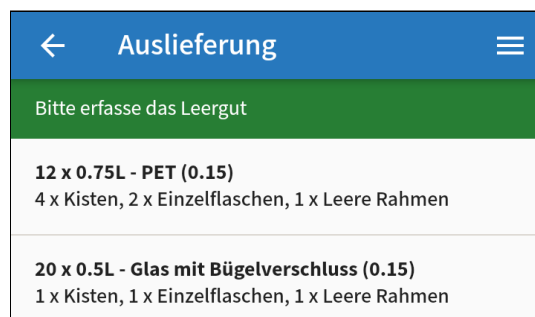 Auslieferung
Bitte erfasse das Leergut
12 x 0.75L - PET (0.15)
4 x Kisten, 2 x Einzelflaschen, 1 x Leere Rahmen
20 x 0.5L - Glas mit Bügelverschluss (0.15)
1 x Kisten, 1 x Einzelflaschen, 1 x Leere Rahmen